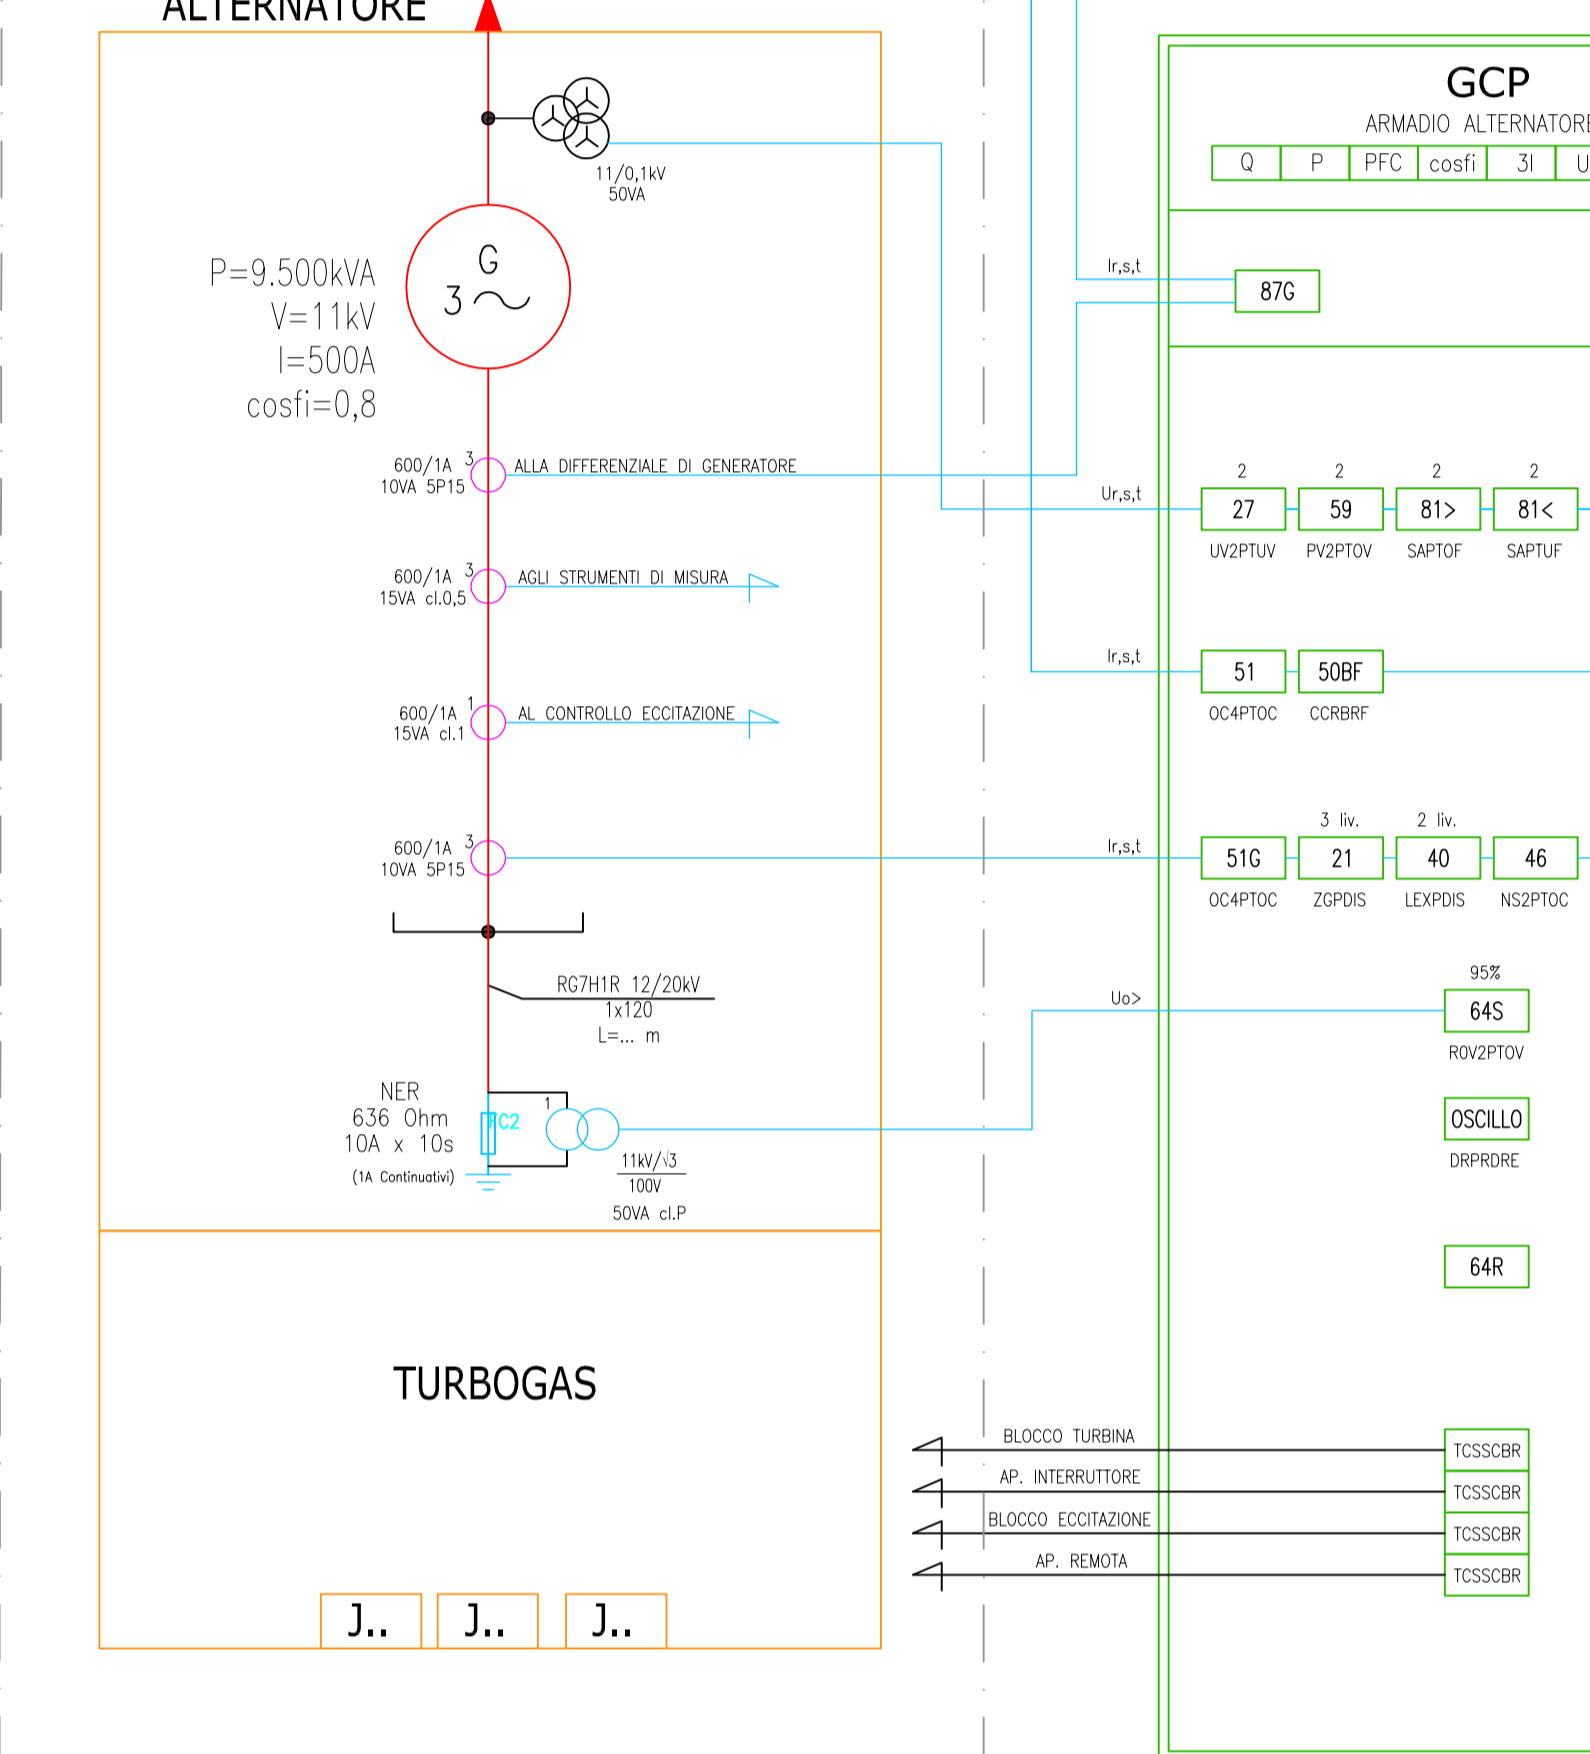 ALTERNATORE
11/0,1kV
50VA
G
3
P=9.500kVA
V=11kV
I=500A
cosfi=0,8
600/1A 3
10VA 5P15
ALLA DIFFERENZIALE DI GENERATORE
600/1A 3
15VA cl.0,5
AGLI STRUMENTI DI MISURA
600/1A 1
15VA cl.1
AL CONTROLLO ECCITAZIONE
600/1A 3
10VA 5P15
RG7H1R 12/20kV
1x120
L=... m
NER
636 Ohm
10A x 10s
(1A Continuativi)
1
11kV/√3
100V
50VA cl.P
TURBOGAS
J.. J.. J..
GCP
ARMADIO ALTERNATORE
Q P PFC cosfi 3I U
Ir,s,t
87G
2 2 2 2
Ur,s,t
27 59 81> 81<
UV2PTUV PV2PTOV SAPTOF SAPTUF
Ir,s,t
51 50BF
OC4PTOC CCRBRF
3 liv. 2 liv.
Ir,s,t
51G 21 40 46
OC4PTOC ZGPDIS LEXPDIS NS2PTOC
95%
Uo>
64S
ROV2PTOV
OSCILLO
DRPRDRE
64R
BLOCCO TURBINA
TCSSCBR
AP. INTERRUTTORE
TCSSCBR
BLOCCO ECCITAZIONE
TCSSCBR
AP. REMOTA
TCSSCBR